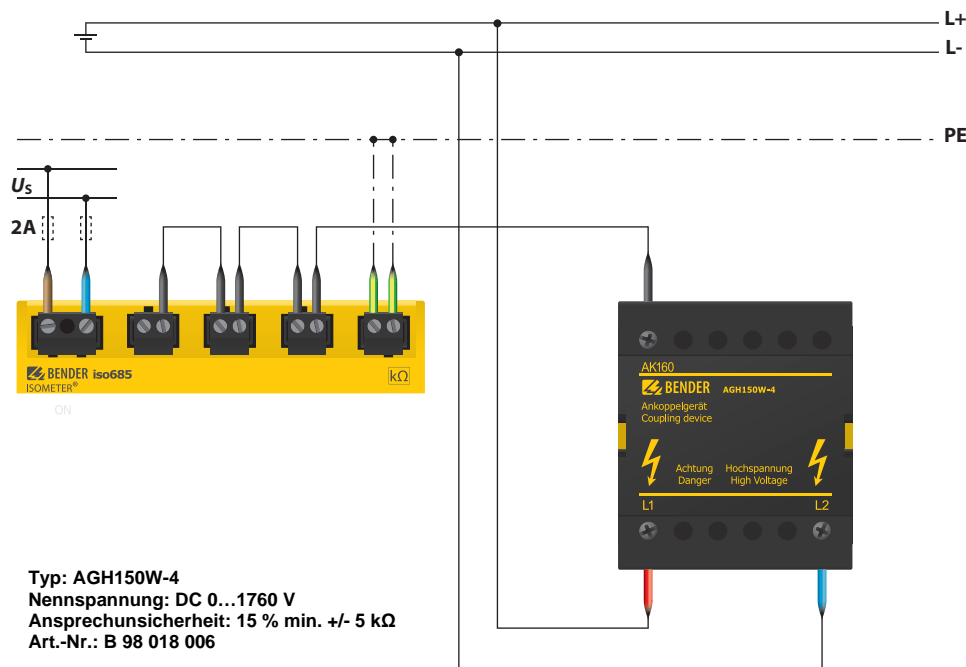 L+
L-
PE
US
2A
BENDER iso685
ISOMETER®
kΩ
ON
AK160
BENDER AGH150W-4
Ankoppelgerät
Coupling device
Achtung Hochspannung
Danger High Voltage
L1 L2
Typ: AGH150W-4
Nennspannung: DC 0…1760 V
Ansprechunsicherheit: 15 % min. +/- 5 kΩ
Art.-Nr.: B 98 018 006